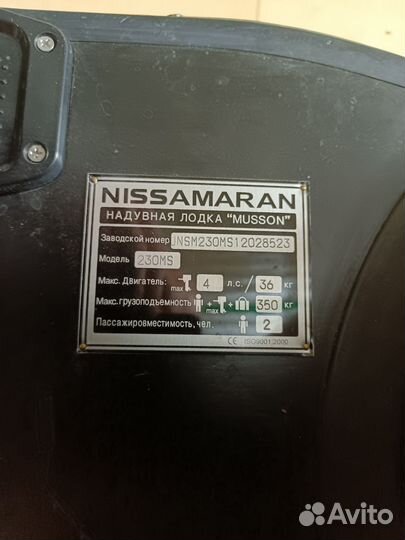 NISSAMARAN
НАДУВНАЯ ЛОДКА "MUSSON"
Заводской номер JNSM230MS12028523
Модель 230MS
Макс. Двигатель: max 4 л.с./ 36 кг
Макс.грузоподъемность + max + 350 кг
Пассажировместимость, чел. 2
CE ISO9001:2000
Avito